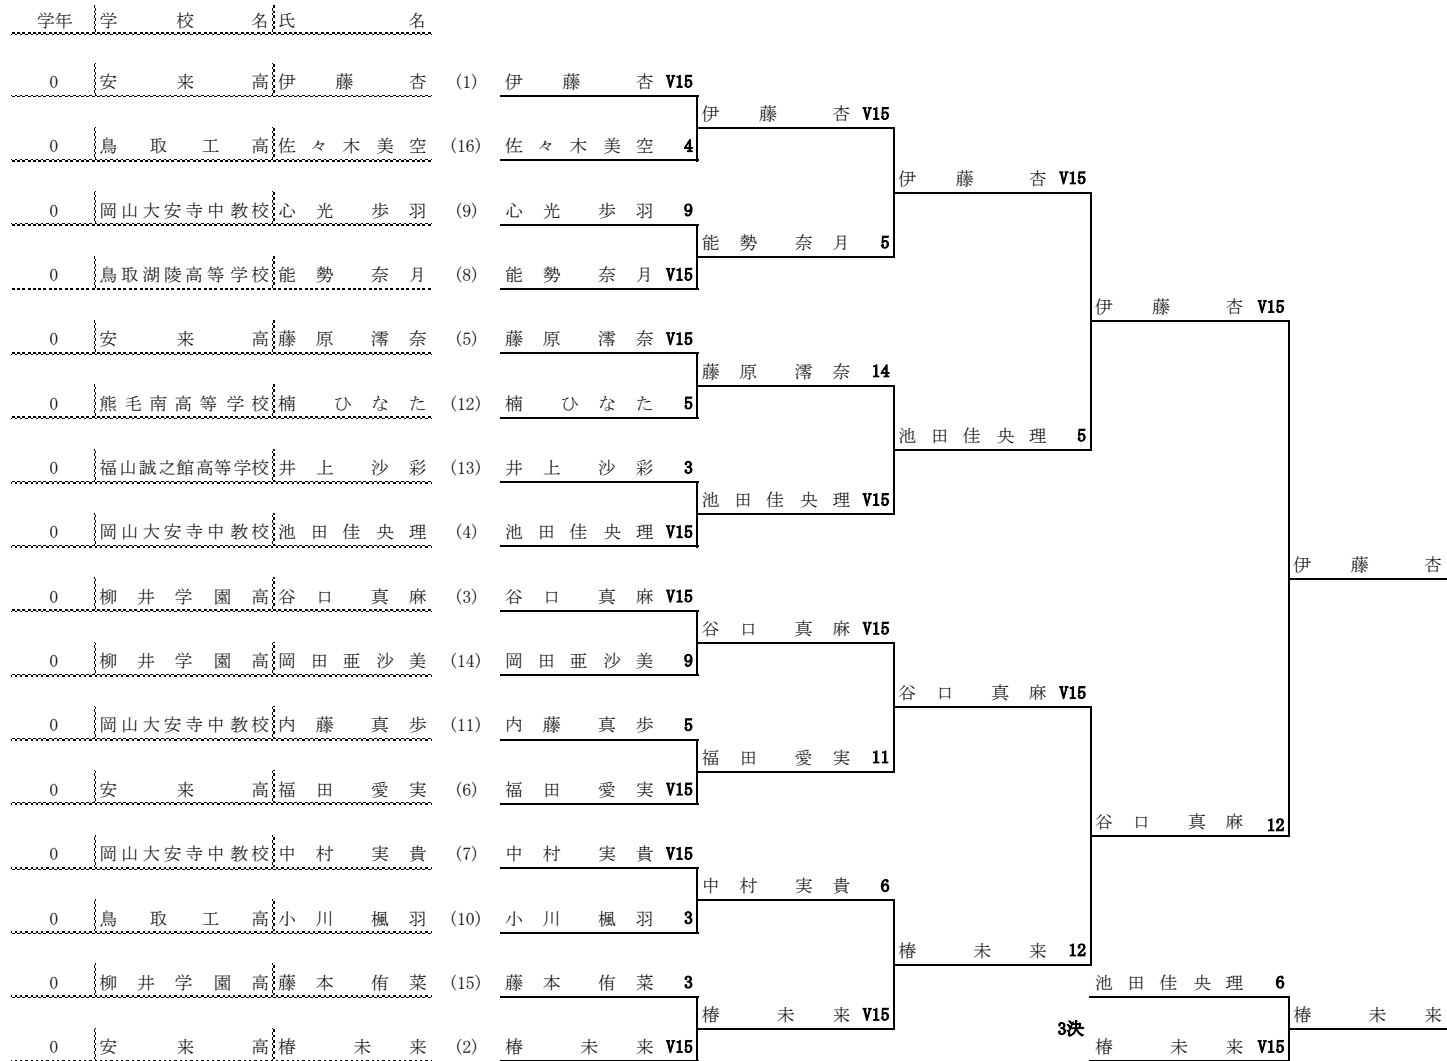 学年 学校名 氏名
0 安来高 伊藤杏 (1) 伊藤杏 V15
伊藤杏 V15
0 鳥取工高 佐々木美空 (16) 佐々木美空 4
伊藤杏 V15
0 岡山大安寺中教校 心光歩羽 (9) 心光歩羽 9
能勢奈月 5
0 鳥取湖陵高等学校 能勢奈月 (8) 能勢奈月 V15
伊藤杏 V15
0 安来高 藤原澪奈 (5) 藤原澪奈 V15
藤原澪奈 14
0 熊毛南高等学校 楠ひなた (12) 楠ひなた 5
池田佳央理 5
0 福山誠之館高等学校 井上沙彩 (13) 井上沙彩 3
池田佳央理 V15
0 岡山大安寺中教校 池田佳央理 (4) 池田佳央理 V15
伊藤杏
0 柳井学園高 谷口真麻 (3) 谷口真麻 V15
谷口真麻 V15
0 柳井学園高 岡田亜沙美 (14) 岡田亜沙美 9
谷口真麻 V15
0 岡山大安寺中教校 内藤真歩 (11) 内藤真歩 5
福田愛実 11
0 安来高 福田愛実 (6) 福田愛実 V15
谷口真麻 12
0 岡山大安寺中教校 中村実貴 (7) 中村実貴 V15
中村実貴 6
0 鳥取工高 小川楓羽 (10) 小川楓羽 3
椿未来 12
0 柳井学園高 藤本侑菜 (15) 藤本侑菜 3 池田佳央理 6
椿未来 V15 3決 椿未来
0 安来高 椿未来 (2) 椿未来 V15 椿未来 V15